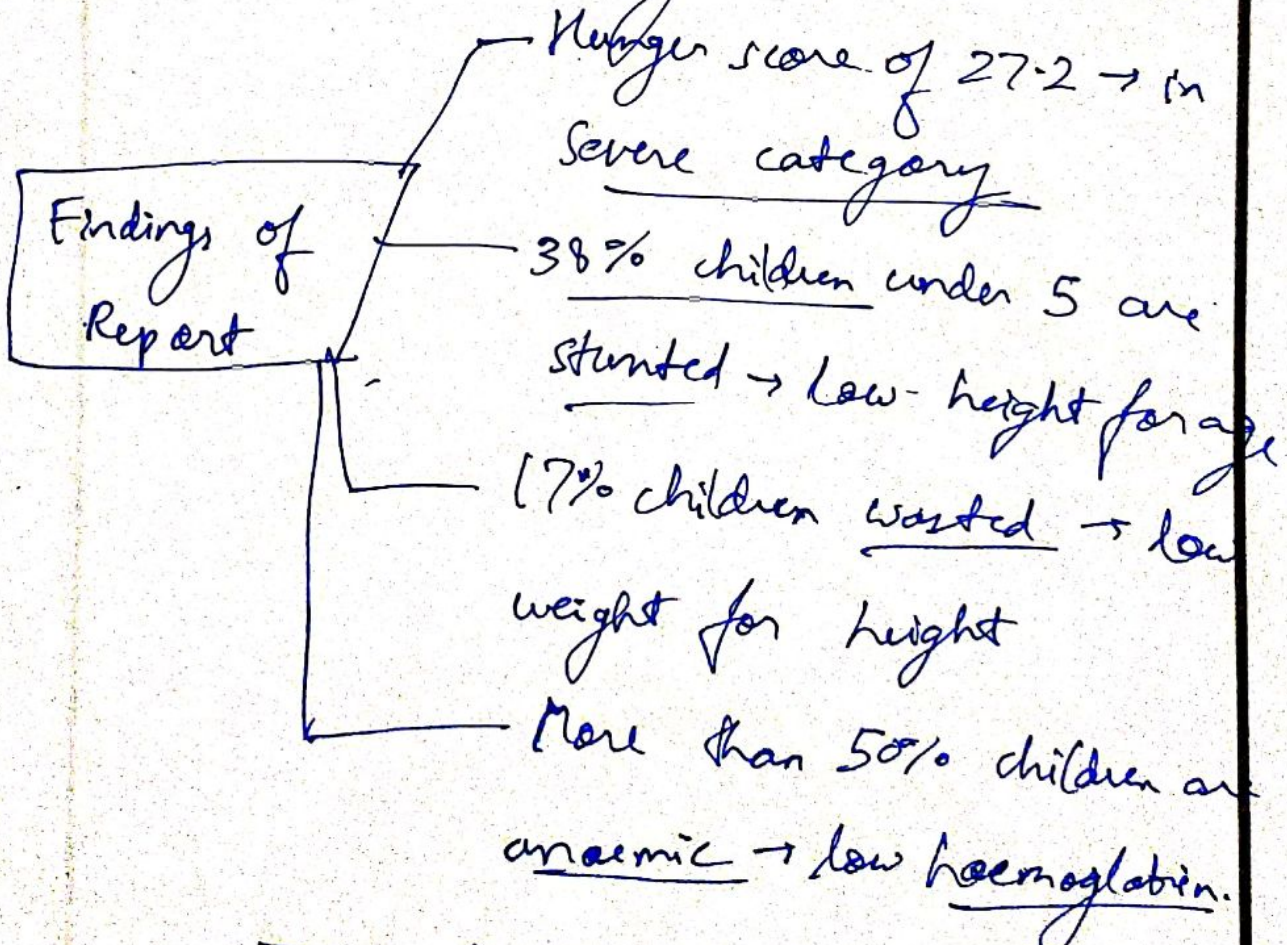 Findings of
Report
Hunger score of 27.2 → in
Severe category
38% children under 5 are
stunted → low-height for age
17% children wasted → low
weight for height
More than 50% children are
anaemic → low haemoglobin.